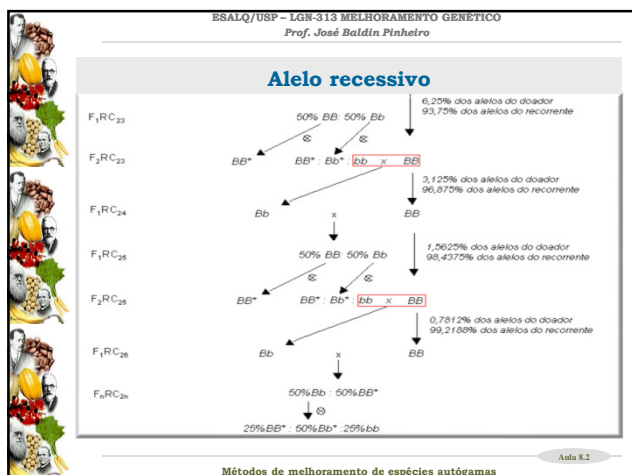 ESALQ/USP – LGN-313 MELHORAMENTO GENÉTICO
Prof. José Baldin Pinheiro
Alelo recessivo
6,25% dos alelos do doador
93,75% dos alelos do recorrente
F₁RC₂₃ 50% BB: 50% Bb
F₂RC₂₃ BB* BB* : Bb* : bb x BB
3,125% dos alelos do doador
96,875% dos alelos do recorrente
F₁RC₂₄ Bb x BB
1,5625% dos alelos do doador
98,4375% dos alelos do recorrente
F₁RC₂₅ 50% BB: 50% Bb
F₂RC₂₅ BB* BB* : Bb* : bb x BB
0,7812% dos alelos do doador
99,2188% dos alelos do recorrente
F₁RC₂₆ Bb x BB
FₙRC₂ₙ 50%Bb : 50%BB*
25%BB* : 50%Bb* :25%bb
Aula 8.2
Métodos de melhoramento de espécies autógamas